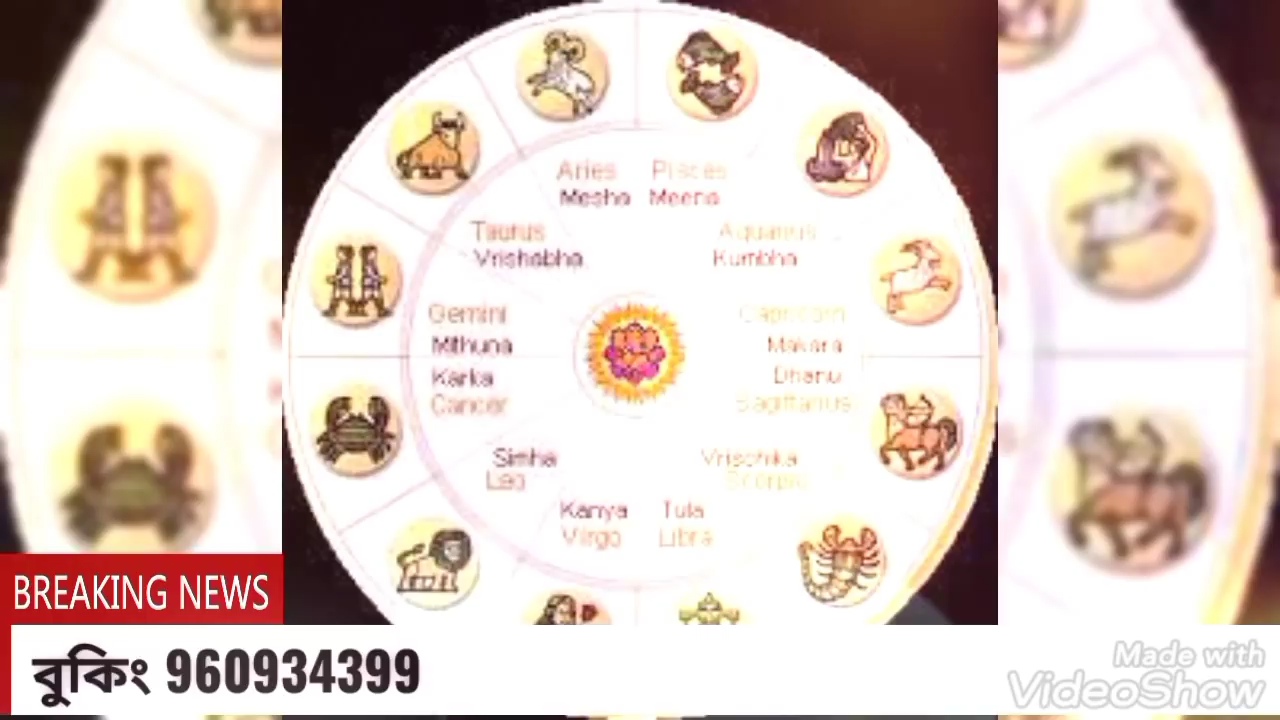 Aries Pisces
Mesha Meena
Taurus Aquarius
Vrishabha Kumbha
Gemini Capricorn
Mithuna Makara
Karka Dhanu
Cancer Sagittarius
Simha Vrischika
Leo Scorpio
Kanya Tula
Virgo Libra
BREAKING NEWS
বুকিং 960934399
Made with
VideoShow